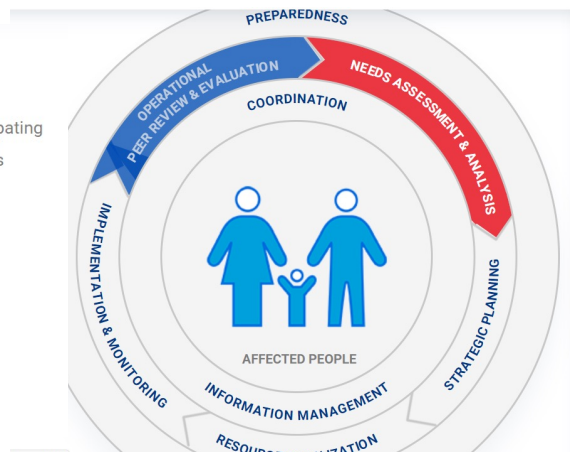 PREPAREDNESS
OPERATIONAL
PEER REVIEW & EVALUATION
NEEDS ASSESSMENT & ANALYSIS
COORDINATION
IMPLEMENTATION & MONITORING
STRATEGIC PLANNING
AFFECTED PEOPLE
INFORMATION MANAGEMENT